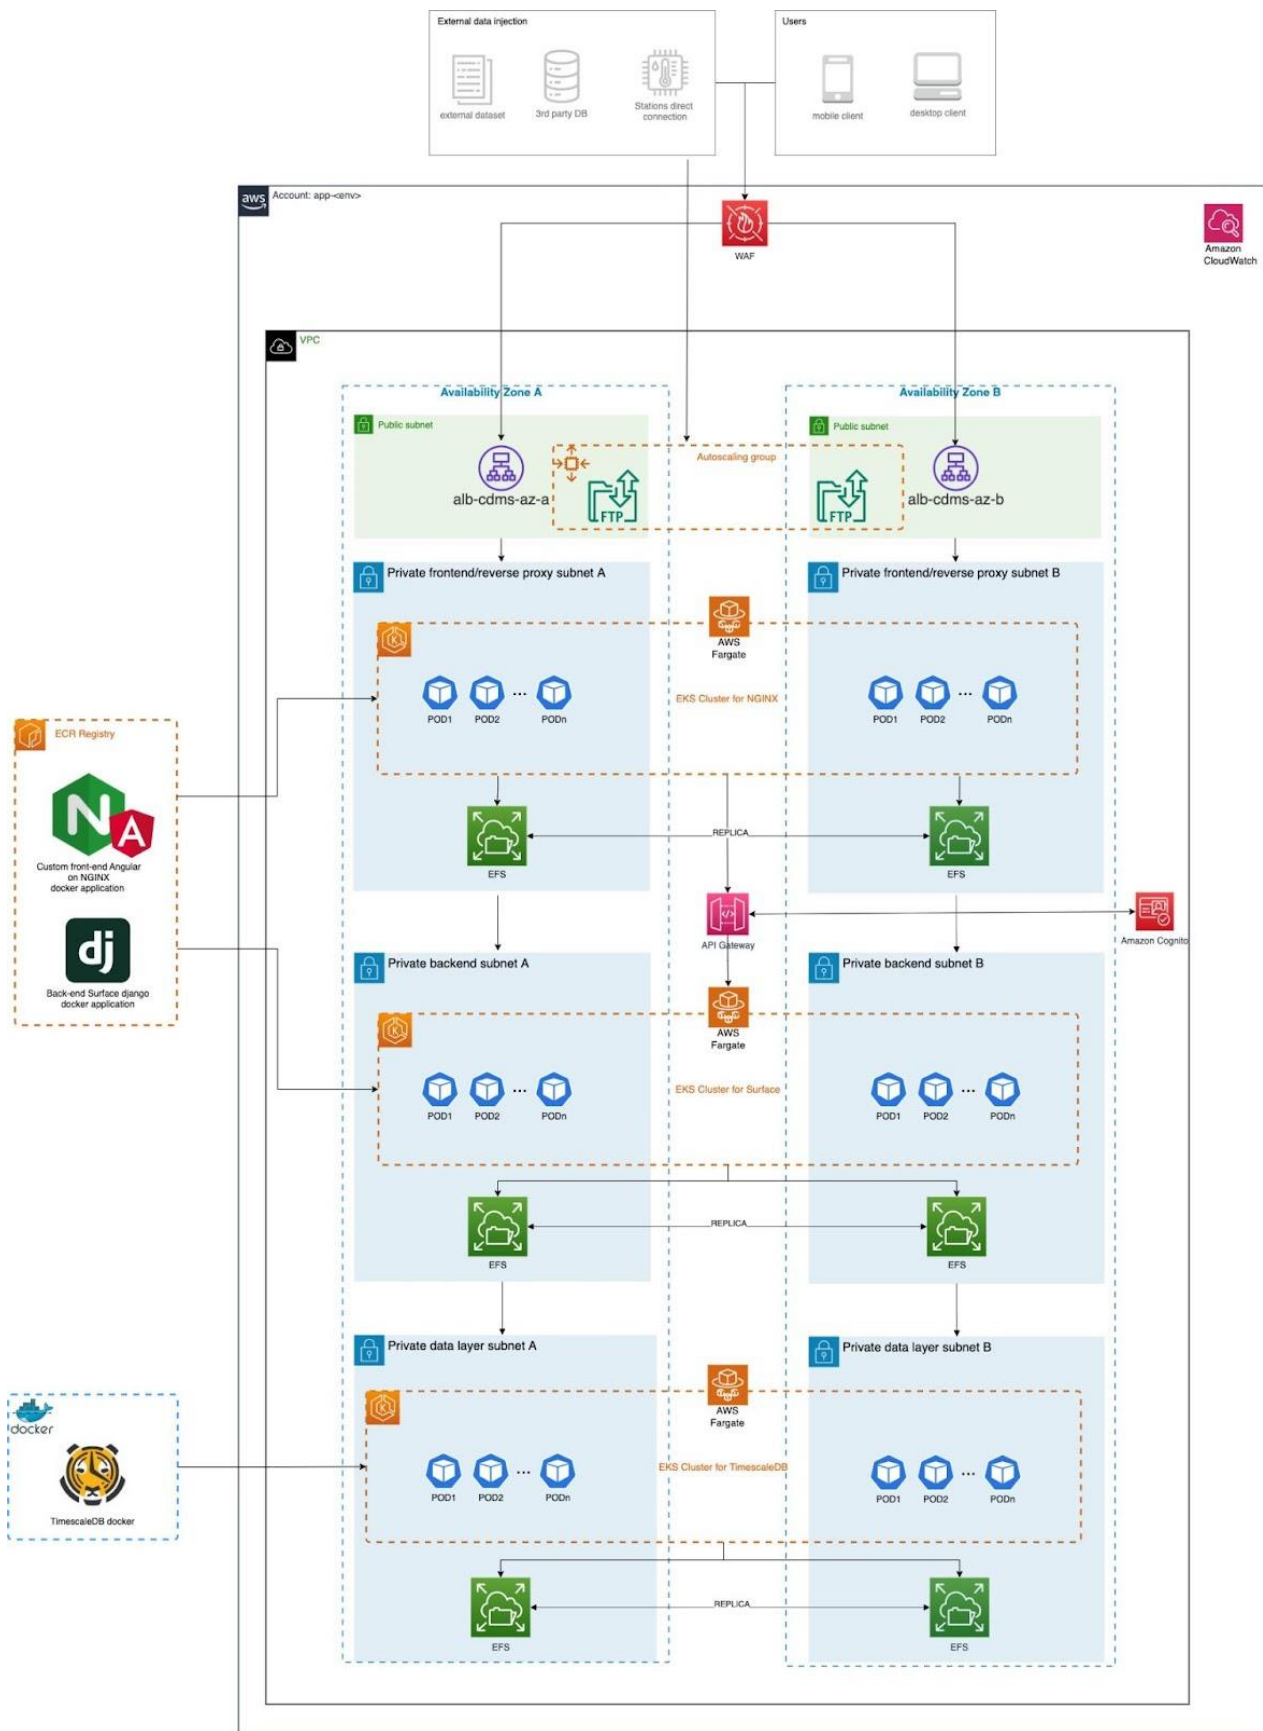 External data injection
Users
external dataset
3rd party DB
Stations direct
connection
mobile client
desktop client
aws
Account: app-<env>
WAF
Amazon
CloudWatch
VPC
Availability Zone A
Availability Zone B
Public subnet
Public subnet
Autoscaling group
alb-cdms-az-a
FTP
FTP
alb-cdms-az-b
Private frontend/reverse proxy subnet A
Private frontend/reverse proxy subnet B
AWS
Fargate
K
EKS Cluster for NGINX
POD1
POD2
...
PODn
POD1
POD2
...
PODn
ECR Registry
N
A
Custom front-end Angular
on NGINX
docker application
REPLICA
EFS
EFS
API Gateway
Amazon Cognito
dj
Back-end Surface django
docker application
Private backend subnet A
Private backend subnet B
AWS
Fargate
K
EKS Cluster for Surface
POD1
POD2
...
PODn
POD1
POD2
...
PODn
REPLICA
EFS
EFS
Private data layer subnet A
Private data layer subnet B
AWS
Fargate
K
docker
TimescaleDB docker
EKS Cluster for TimescaleDB
POD1
POD2
...
PODn
POD1
POD2
...
PODn
REPLICA
EFS
EFS